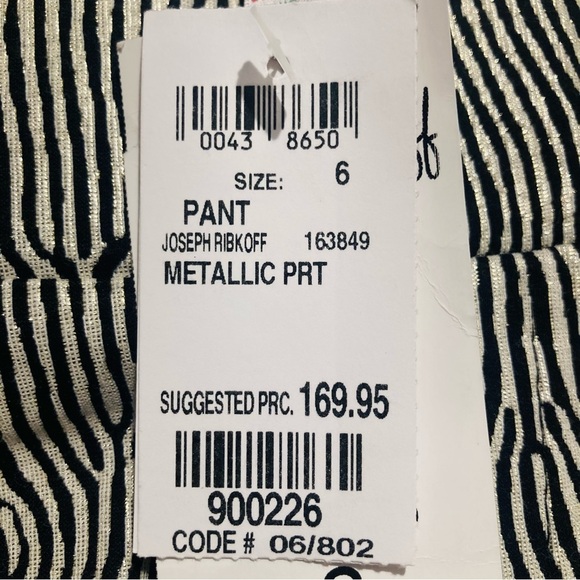 0043 8650
SIZE: 6
PANT
JOSEPH RIBKOFF 163849
METALLIC PRT
SUGGESTED PRC. 169.95
900226
CODE # 06/802